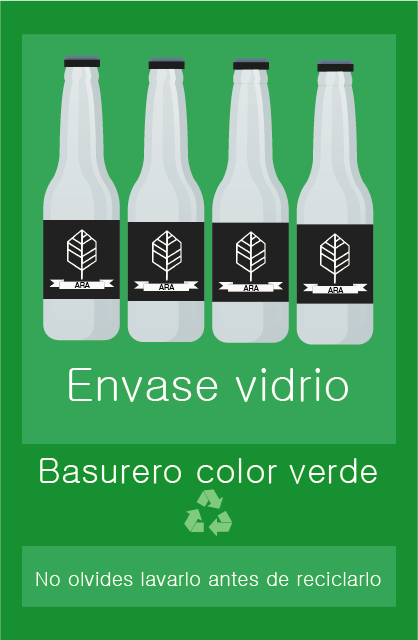 ARA ARA ARA ARA
Envase vidrio
Basurero color verde
No olvides lavarlo antes de reciclarlo